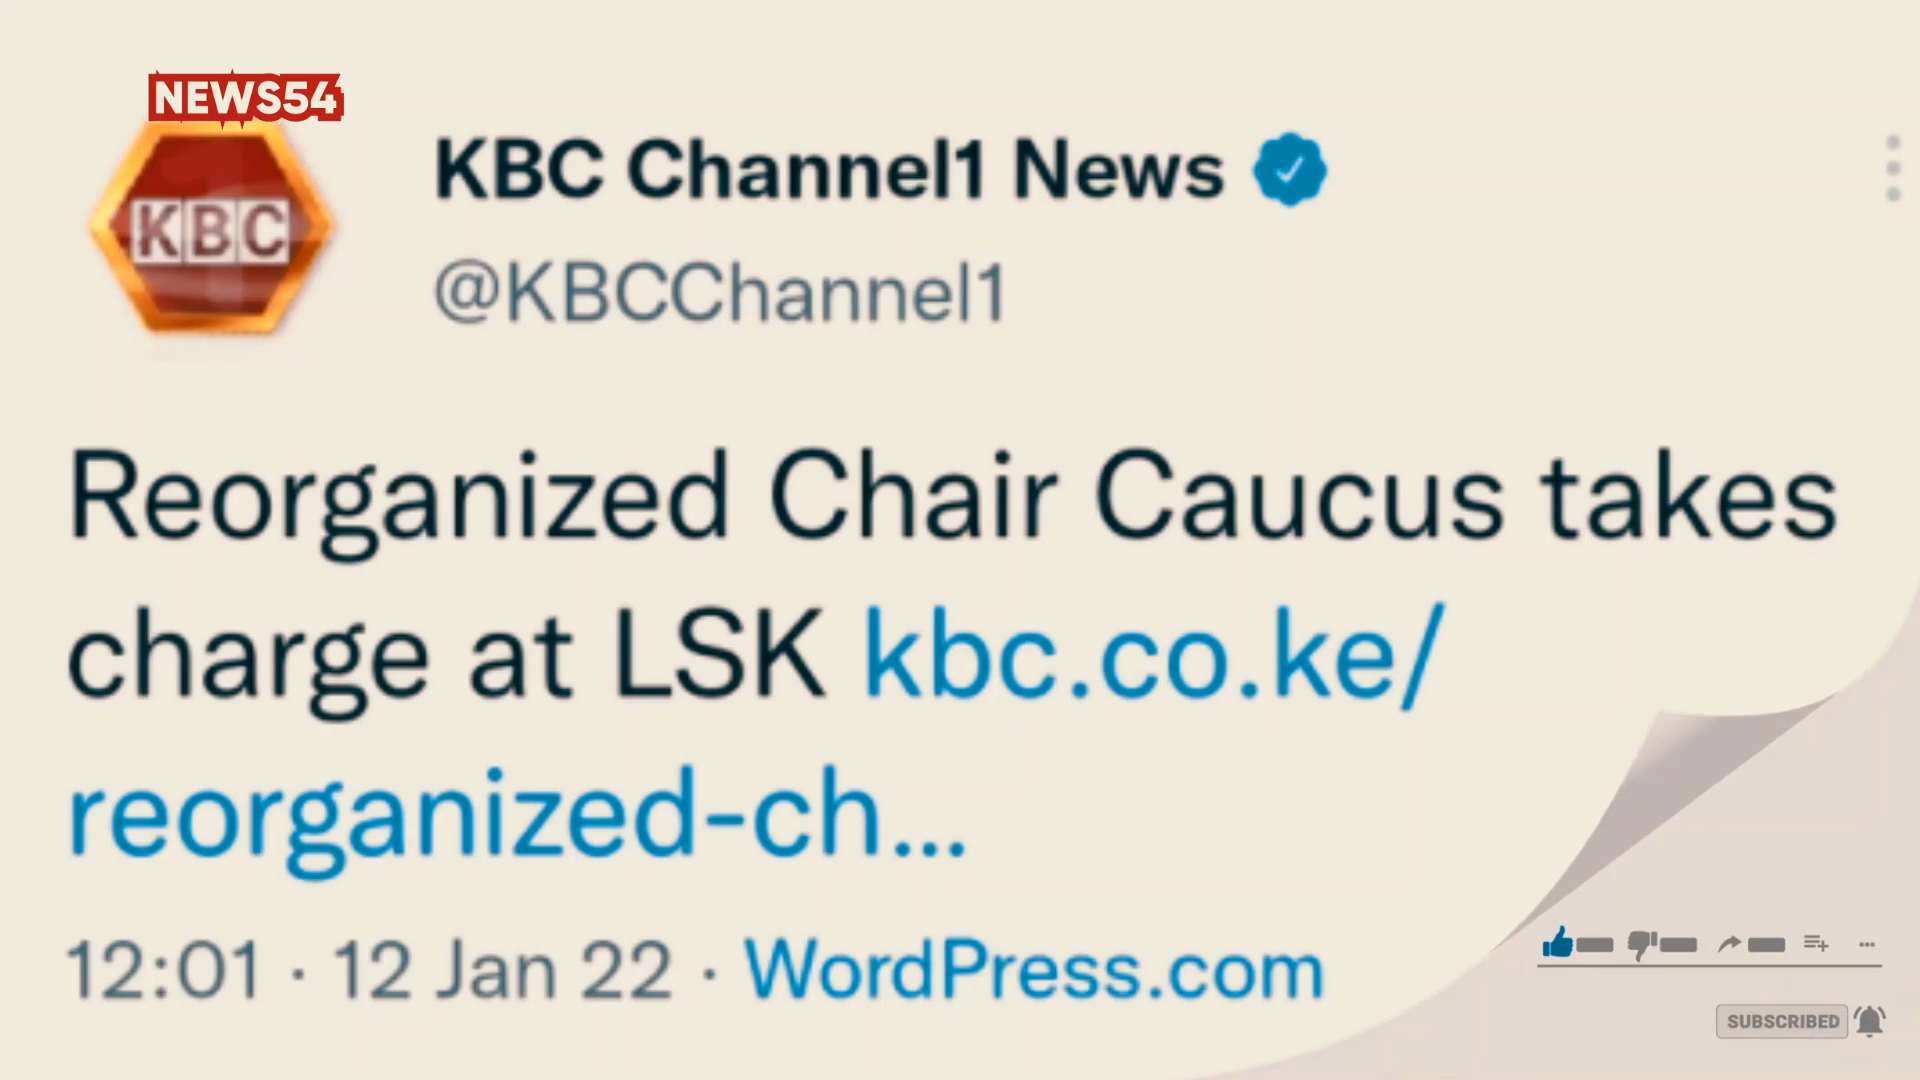 NEWS54
KBC
KBC Channel1 News
@KBCChannel1
Reorganized Chair Caucus takes
charge at LSK kbc.co.ke/
reorganized-ch...
12:01 · 12 Jan 22 · WordPress.com
SUBSCRIBED